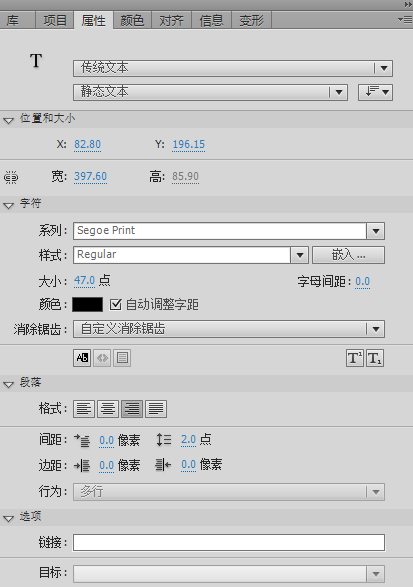 库 项目 属性 颜色 对齐 信息 变形
T 传统文本
静态文本
位置和大小
X: 82.80 Y: 196.15
宽: 397.60 高: 85.90
字符
系列: Segoe Print
样式: Regular 嵌入...
大小: 47.0 点 字母间距: 0.0
颜色: 自动调整字距
消除锯齿: 自定义消除锯齿
Ab T¹ T₁
段落
格式:
间距: 0.0 像素 2.0 点
边距: 0.0 像素 0.0 像素
行为: 多行
选项
链接:
目标: